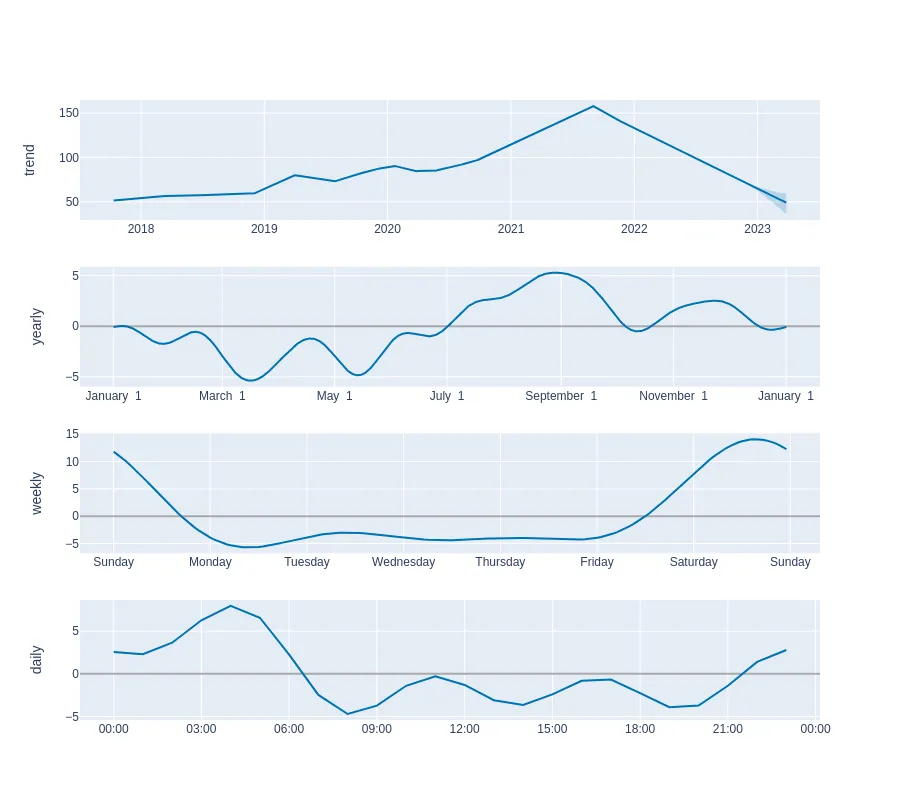 trend
150
100
50
2018 2019 2020 2021 2022 2023
yearly
5
0
−5
January 1 March 1 May 1 July 1 September 1 November 1 January 1
weekly
15
10
5
0
−5
Sunday Monday Tuesday Wednesday Thursday Friday Saturday Sunday
daily
5
0
−5
00:00 03:00 06:00 09:00 12:00 15:00 18:00 21:00 00:00